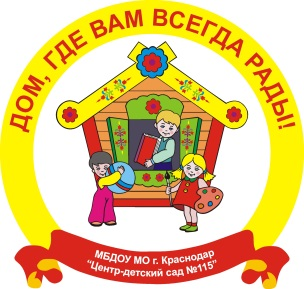 ДОМ, ГДЕ ВАМ ВСЕГДА РАДЫ!
МБДОУ МО г. Краснодар
"Центр-детский сад №115"